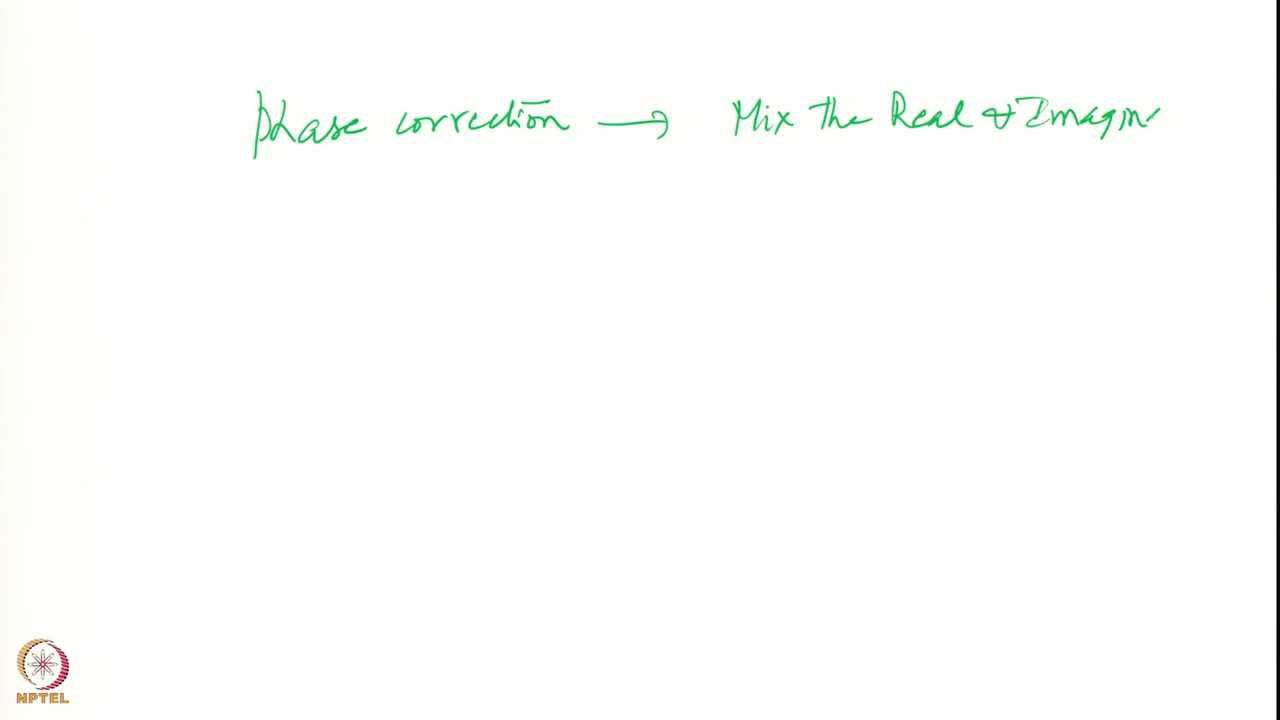 phase correction → Mix the Real & Imagin
NPTEL